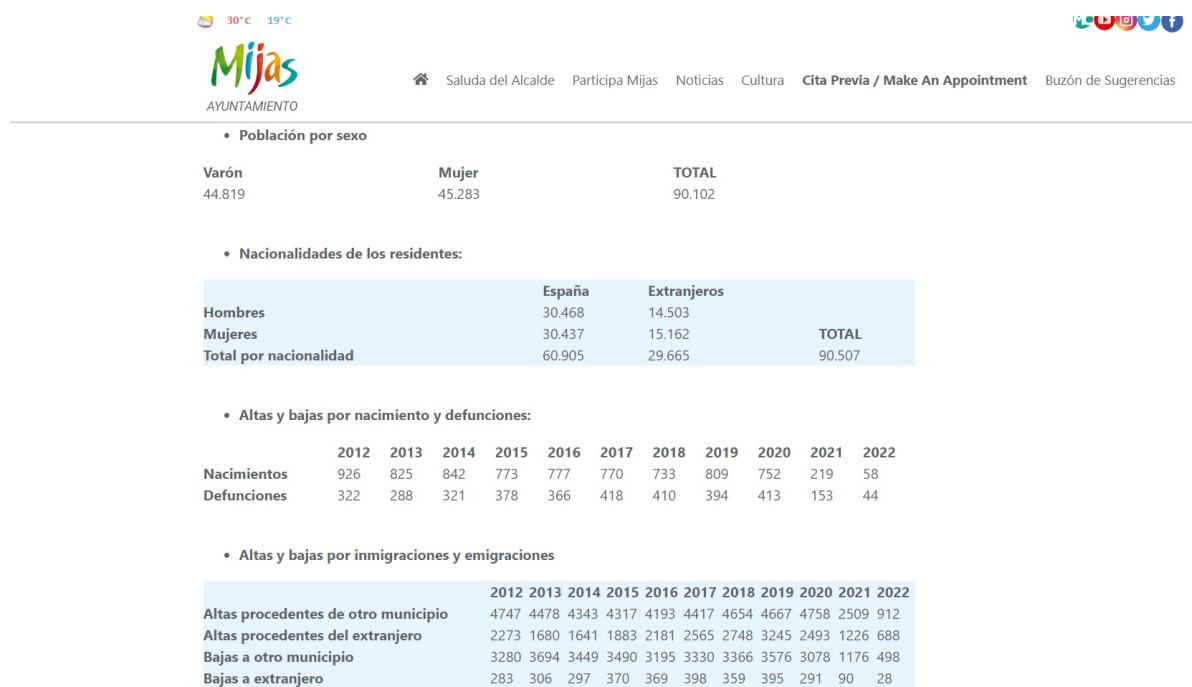 30°C 19°C
Mijas
AYUNTAMIENTO
Saluda del Alcalde Participa Mijas Noticias Cultura Cita Previa / Make An Appointment Buzón de Sugerencias
• Población por sexo
Varón Mujer TOTAL
44.819 45.283 90.102
• Nacionalidades de los residentes:
España Extranjeros
Hombres 30.468 14.503
Mujeres 30.437 15.162 TOTAL
Total por nacionalidad 60.905 29.665 90.507
• Altas y bajas por nacimiento y defunciones:
2012 2013 2014 2015 2016 2017 2018 2019 2020 2021 2022
Nacimientos 926 825 842 773 777 770 733 809 752 219 58
Defunciones 322 288 321 378 366 418 410 394 413 153 44
• Altas y bajas por inmigraciones y emigraciones
2012 2013 2014 2015 2016 2017 2018 2019 2020 2021 2022
Altas procedentes de otro municipio 4747 4478 4343 4317 4193 4417 4654 4667 4758 2509 912
Altas procedentes del extranjero 2273 1680 1641 1883 2181 2565 2748 3245 2493 1226 688
Bajas a otro municipio 3280 3694 3449 3490 3195 3330 3366 3576 3078 1176 498
Bajas a extranjero 283 306 297 370 369 398 359 395 291 90 28